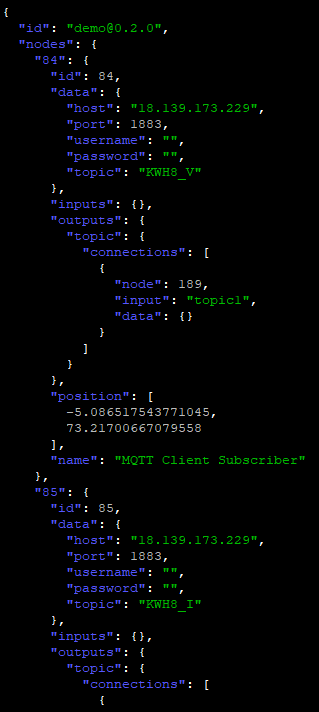 {
  "id": "demo@0.2.0",
  "nodes": {
    "84": {
      "id": 84,
      "data": {
        "host": "18.139.173.229",
        "port": 1883,
        "username": "",
        "password": "",
        "topic": "KWH8_V"
      },
      "inputs": {},
      "outputs": {
        "topic": {
          "connections": [
            {
              "node": 189,
              "input": "topic1",
              "data": {}
            }
          ]
        }
      },
      "position": [
        -5.086517543771045,
        73.21700667079558
      ],
      "name": "MQTT Client Subscriber"
    },
    "85": {
      "id": 85,
      "data": {
        "host": "18.139.173.229",
        "port": 1883,
        "username": "",
        "password": "",
        "topic": "KWH8_I"
      },
      "inputs": {},
      "outputs": {
        "topic": {
          "connections": [
            {